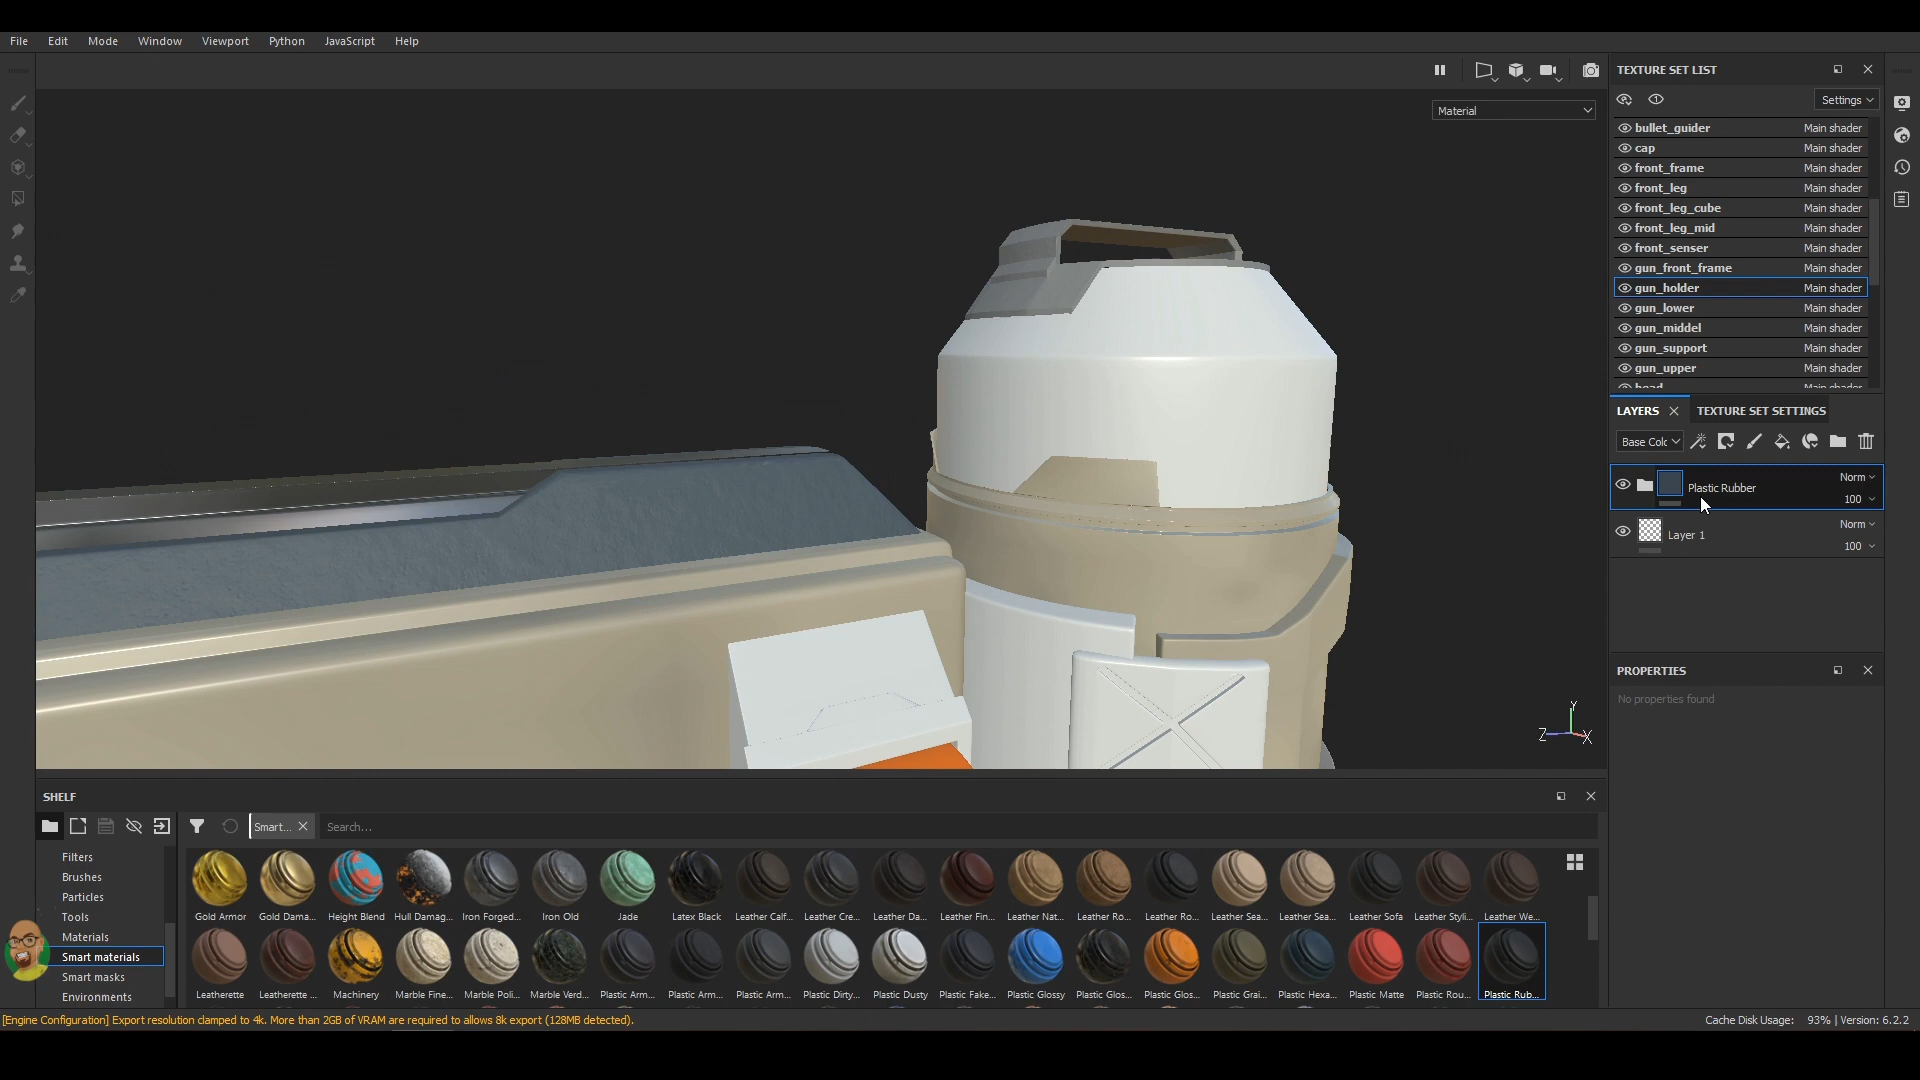 File Edit Mode Window Viewport Python JavaScript Help
Material
TEXTURE SET LIST
Settings
bullet_guider Main shader
cap Main shader
front_frame Main shader
front_leg Main shader
front_leg_cube Main shader
front_leg_mid Main shader
front_senser Main shader
gun_front_frame Main shader
gun_holder Main shader
gun_lower Main shader
gun_middel Main shader
gun_support Main shader
gun_upper Main shader
head Main shader
LAYERS TEXTURE SET SETTINGS
Base Colc
Norm
Plastic Rubber
100
Norm
Layer 1
100
PROPERTIES
No properties found
Y
Z X
SHELF
Smart... Search...
Filters
Brushes
Particles
Tools
Materials
Smart materials
Smart masks
Environments
Gold Armor Gold Dama... Height Blend Hull Damag... Iron Forged... Iron Old Jade Latex Black Leather Calf... Leather Cre... Leather Da... Leather Fin... Leather Nat... Leather Ro... Leather Ro... Leather Sea... Leather Sea... Leather Sofa Leather Styli... Leather We...
Leatherette Leatherette ... Machinery Marble Fine... Marble Poli... Marble Verd... Plastic Arm... Plastic Arm... Plastic Arm... Plastic Dirty... Plastic Dusty Plastic Fake... Plastic Glossy Plastic Glos... Plastic Glos... Plastic Grai... Plastic Hexa... Plastic Matte Plastic Rou... Plastic Rub...
[Engine Configuration] Export resolution clamped to 4k. More than 2GB of VRAM are required to allows 8k export (128MB detected).
Cache Disk Usage: 93% | Version: 6.2.2